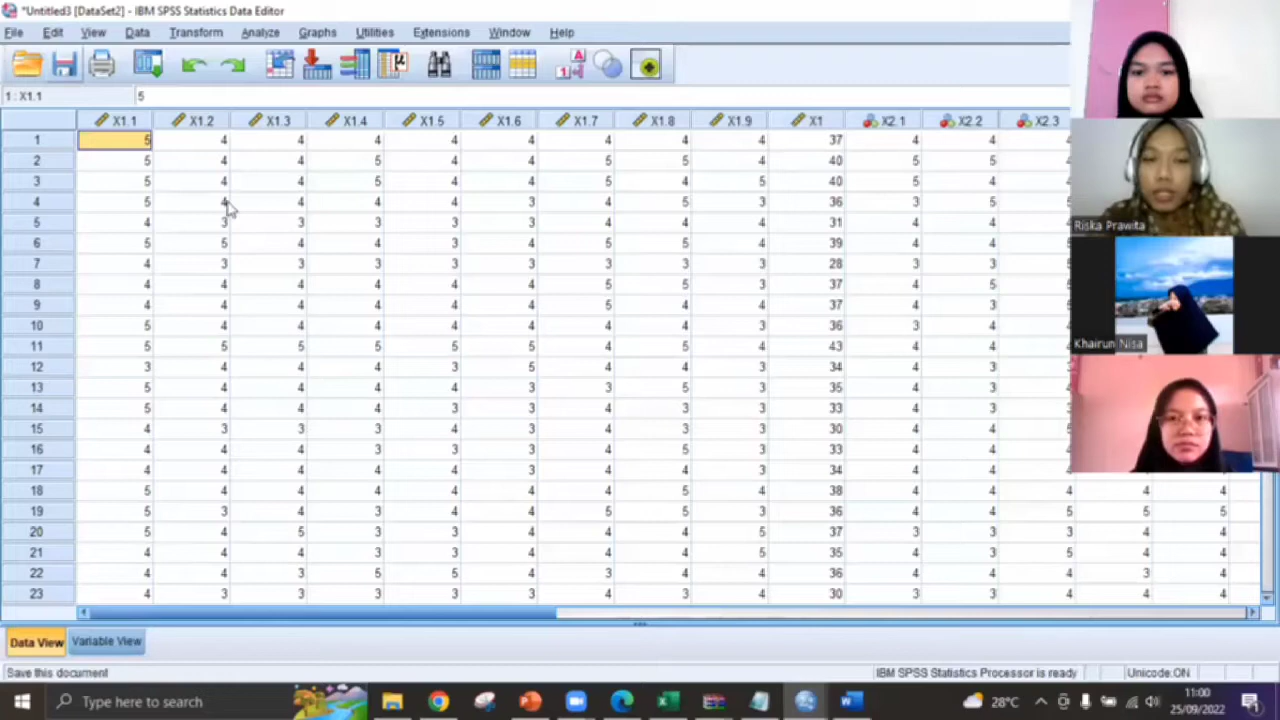 *Untitled3 [DataSet2] - IBM SPSS Statistics Data Editor
File Edit View Data Transform Analyze Graphs Utilities Extensions Window Help
1 : X1.1 5
X1.1 X1.2 X1.3 X1.4 X1.5 X1.6 X1.7 X1.8 X1.9 X1 X2.1 X2.2 X2.3
1 5 4 4 4 4 4 4 4 4 37 4 4 4
2 5 4 4 5 4 4 5 5 4 40 5 5 4
3 5 4 4 5 4 4 5 4 5 40 5 4 4
4 5 4 4 4 4 3 4 5 3 36 3 5 4
5 4 3 3 3 3 4 4 4 3 31 4 4 4
6 5 5 4 4 3 4 5 5 4 39 4 4
7 4 3 3 3 3 3 3 3 3 28 3 3
8 4 4 4 4 4 4 5 5 3 37 4 5
9 4 4 4 4 4 4 5 4 4 37 4 3 4
10 5 4 4 4 4 4 4 4 3 36 3 4 4
11 5 5 5 5 5 5 4 5 4 43 4 4 4
12 3 4 4 4 3 5 4 4 3 34 4 3
13 5 4 4 4 4 3 3 5 3 35 4 3 4
14 5 4 4 4 3 3 4 3 3 33 4 3
15 4 3 3 3 4 3 4 3 3 30 4 4
16 4 4 4 3 3 3 4 5 3 33 4 4 4
17 4 4 4 4 4 3 4 4 3 34 4 3 4 4 4
18 5 4 4 4 4 4 4 5 4 38 4 4 4 4 4
19 5 3 4 3 4 3 5 5 4 36 4 4 5 5 5
20 5 4 5 3 3 4 4 4 5 37 3 3 3 4 4
21 4 4 4 3 3 4 4 4 5 35 4 3 5 4 4
22 4 4 3 5 5 4 3 4 4 36 4 4 4 3 4
23 4 3 3 3 3 3 4 3 4 30 3 3 4 4 4
Data View Variable View
Save this document IBM SPSS Statistics Processor is ready Unicode:ON
Riska Prawita
Khairun Nisa
Type here to search 28°C 11:00
25/09/2022